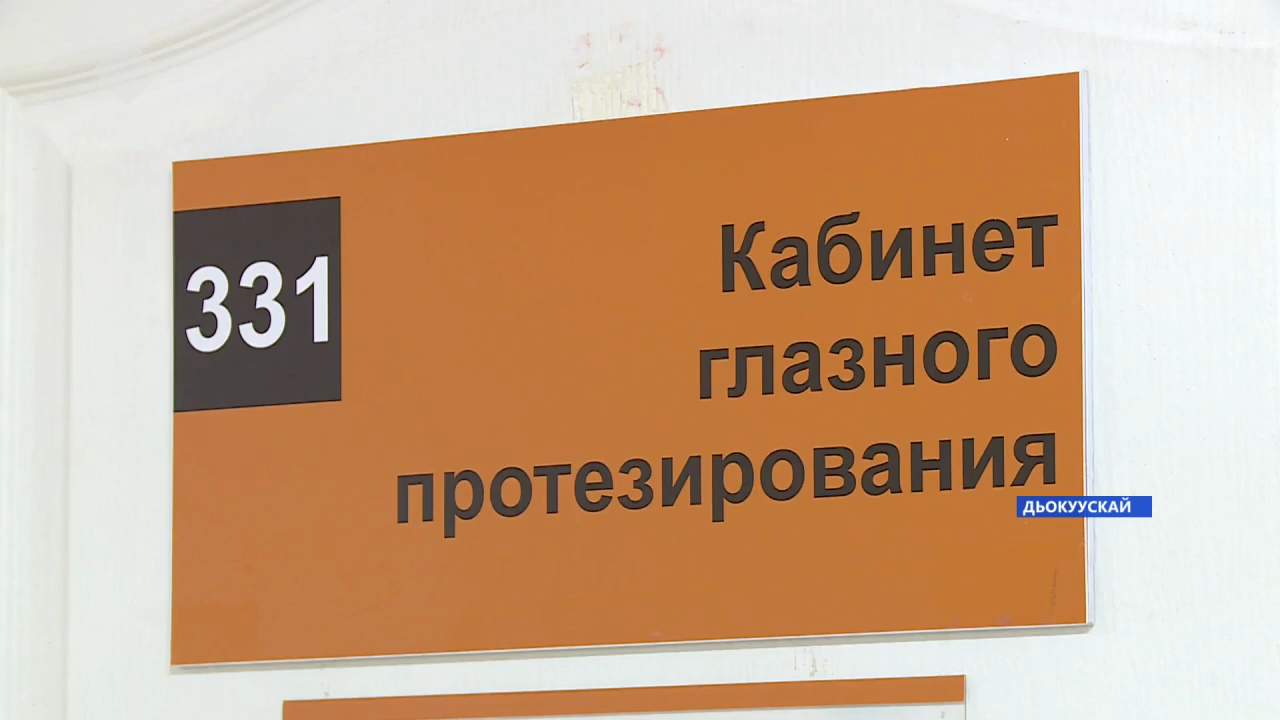 331
Кабинет
глазного
протезирования
ДЬОКУУСКАЙ